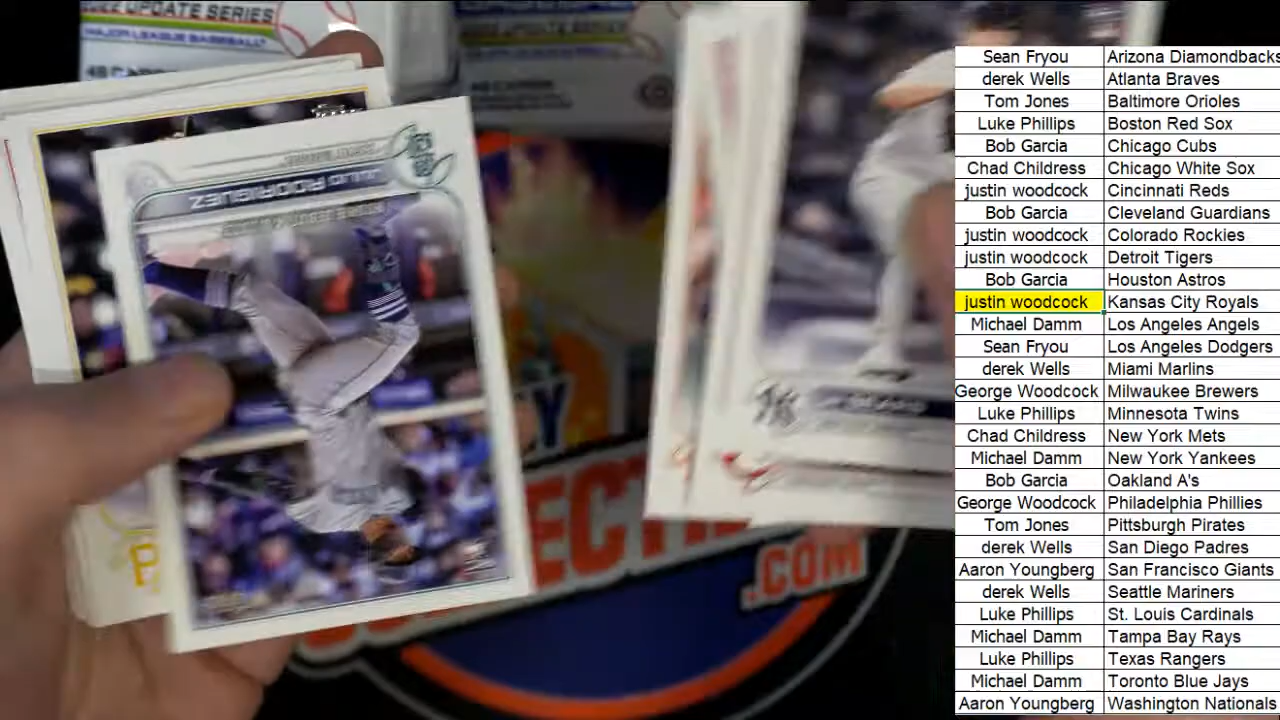 2022 UPDATE SERIES
MAJOR LEAGUE BASEBALL
JULIO RODRIGUEZ
.COM
Sean Fryou Arizona Diamondbacks
derek Wells Atlanta Braves
Tom Jones Baltimore Orioles
Luke Phillips Boston Red Sox
Bob Garcia Chicago Cubs
Chad Childress Chicago White Sox
justin woodcock Cincinnati Reds
Bob Garcia Cleveland Guardians
justin woodcock Colorado Rockies
justin woodcock Detroit Tigers
Bob Garcia Houston Astros
justin woodcock Kansas City Royals
Michael Damm Los Angeles Angels
Sean Fryou Los Angeles Dodgers
derek Wells Miami Marlins
George Woodcock Milwaukee Brewers
Luke Phillips Minnesota Twins
Chad Childress New York Mets
Michael Damm New York Yankees
Bob Garcia Oakland A's
George Woodcock Philadelphia Phillies
Tom Jones Pittsburgh Pirates
derek Wells San Diego Padres
Aaron Youngberg San Francisco Giants
derek Wells Seattle Mariners
Luke Phillips St. Louis Cardinals
Michael Damm Tampa Bay Rays
Luke Phillips Texas Rangers
Michael Damm Toronto Blue Jays
Aaron Youngberg Washington Nationals